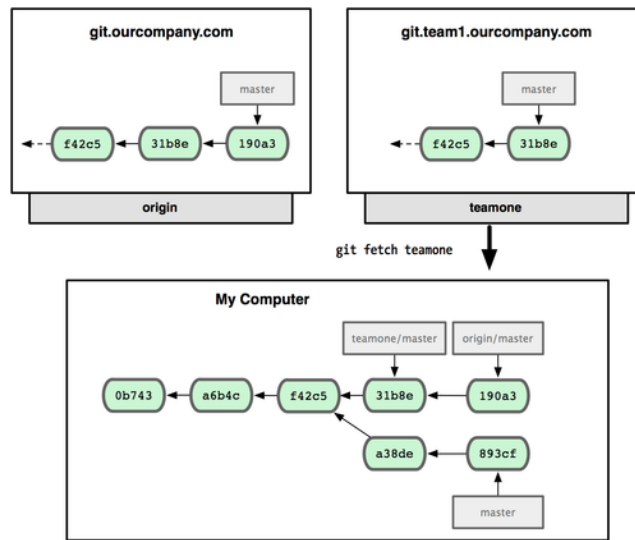 git.ourcompany.com
master
f42c5 31b8e 190a3
origin
git.team1.ourcompany.com
master
f42c5 31b8e
teamone
git fetch teamone
My Computer
teamone/master origin/master
0b743 a6b4c f42c5 31b8e 190a3
a38de 893cf
master